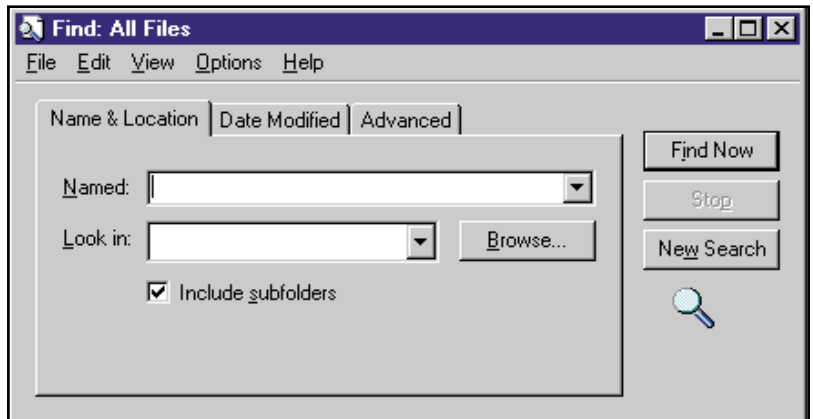 Find: All Files
File Edit View Options Help
Name & Location Date Modified Advanced
Named:
Look in: Browse...
Include subfolders
Find Now
Stop
New Search